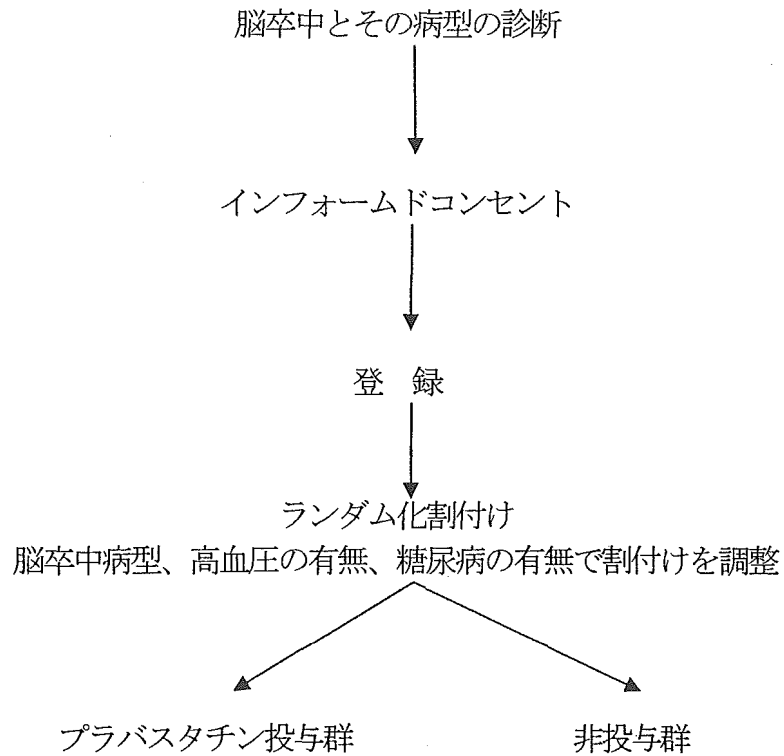 脳卒中とその病型の診断
インフォームドコンセント
登　録
ランダム化割付け
脳卒中病型、高血圧の有無、糖尿病の有無で割付けを調整
プラバスタチン投与群　非投与群